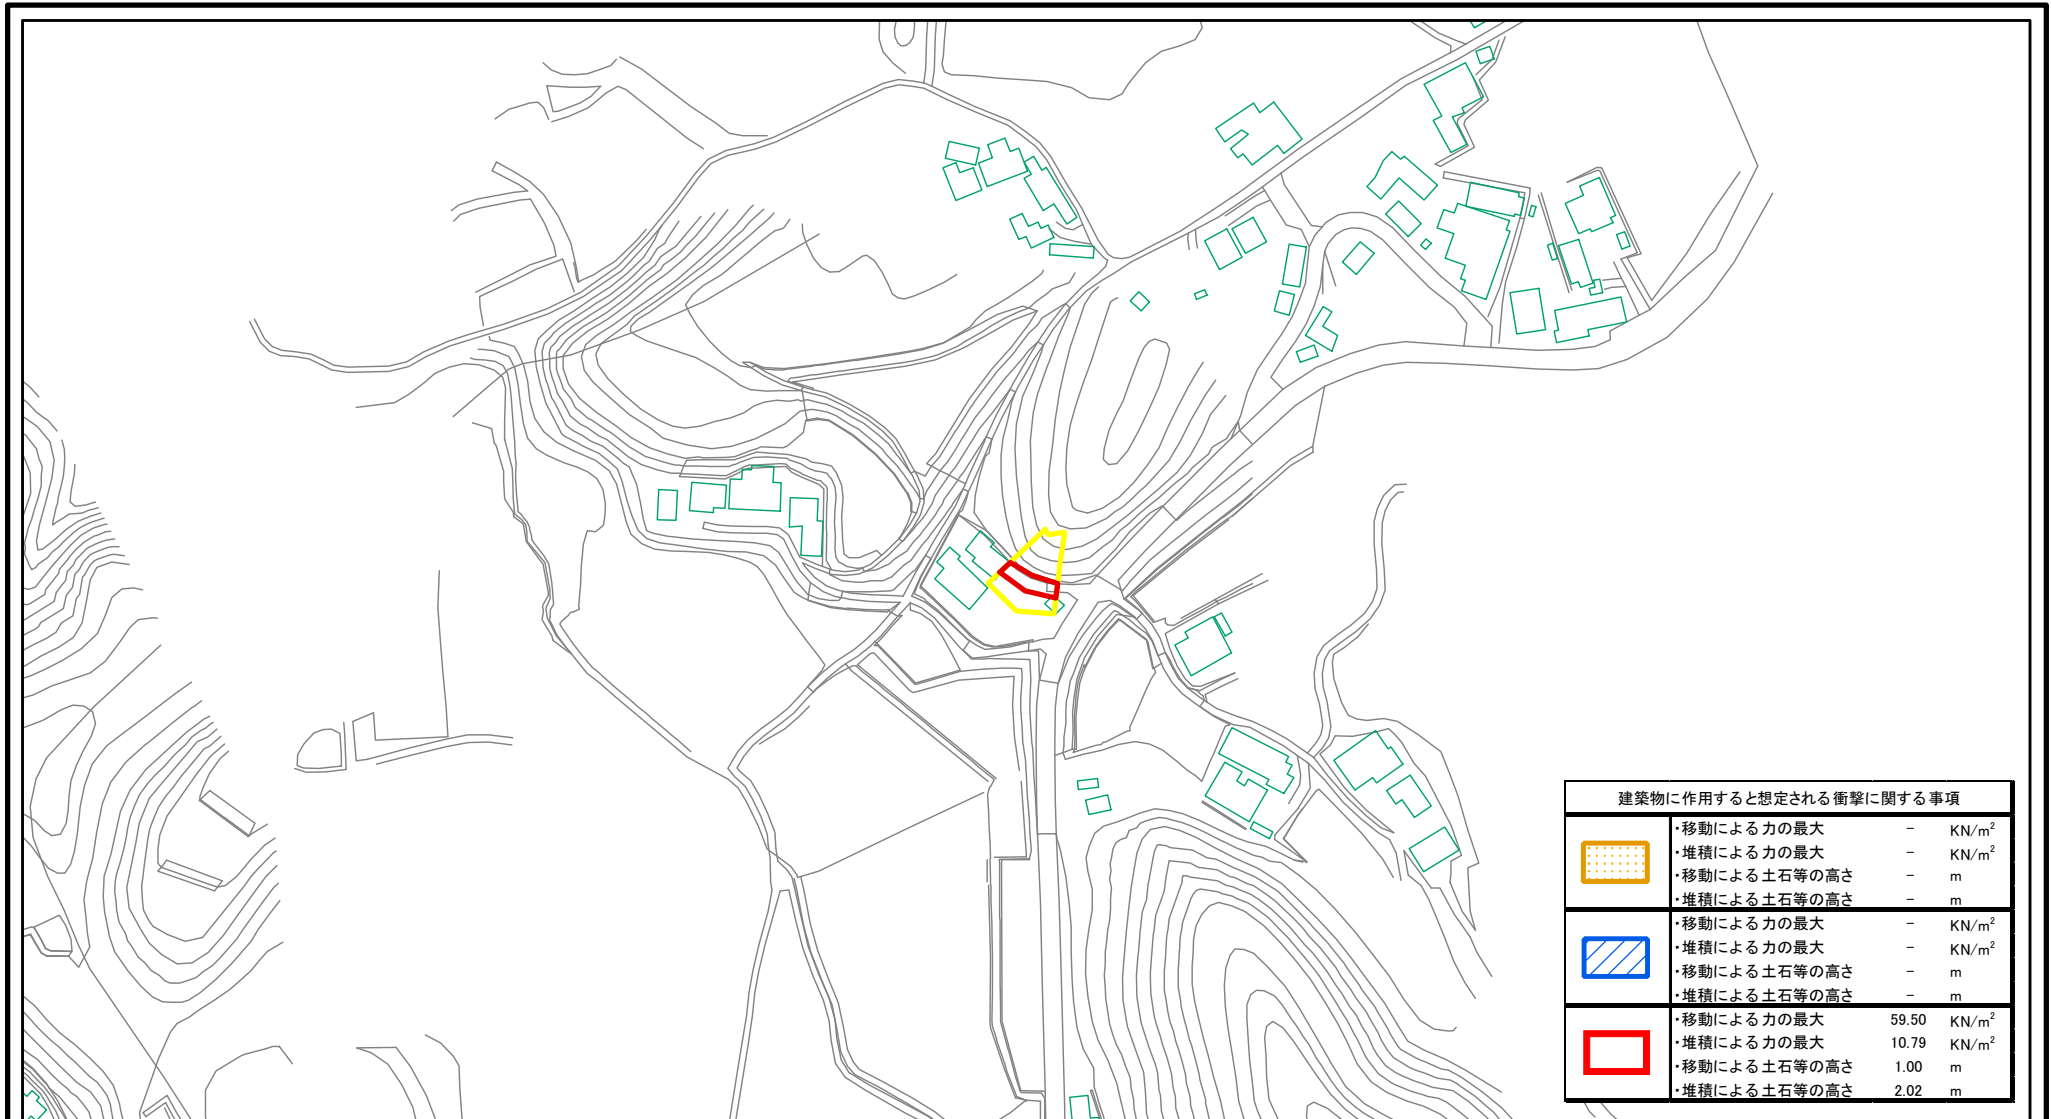 建築物に作用すると想定される衝撃に関する事項
・移動による力の最大 － KN/m²
・堆積による力の最大 － KN/m²
・移動による土石等の高さ － m
・堆積による土石等の高さ － m
・移動による力の最大 － KN/m²
・堆積による力の最大 － KN/m²
・移動による土石等の高さ － m
・堆積による土石等の高さ － m
・移動による力の最大 59.50 KN/m²
・堆積による力の最大 10.79 KN/m²
・移動による土石等の高さ 1.00 m
・堆積による土石等の高さ 2.02 m